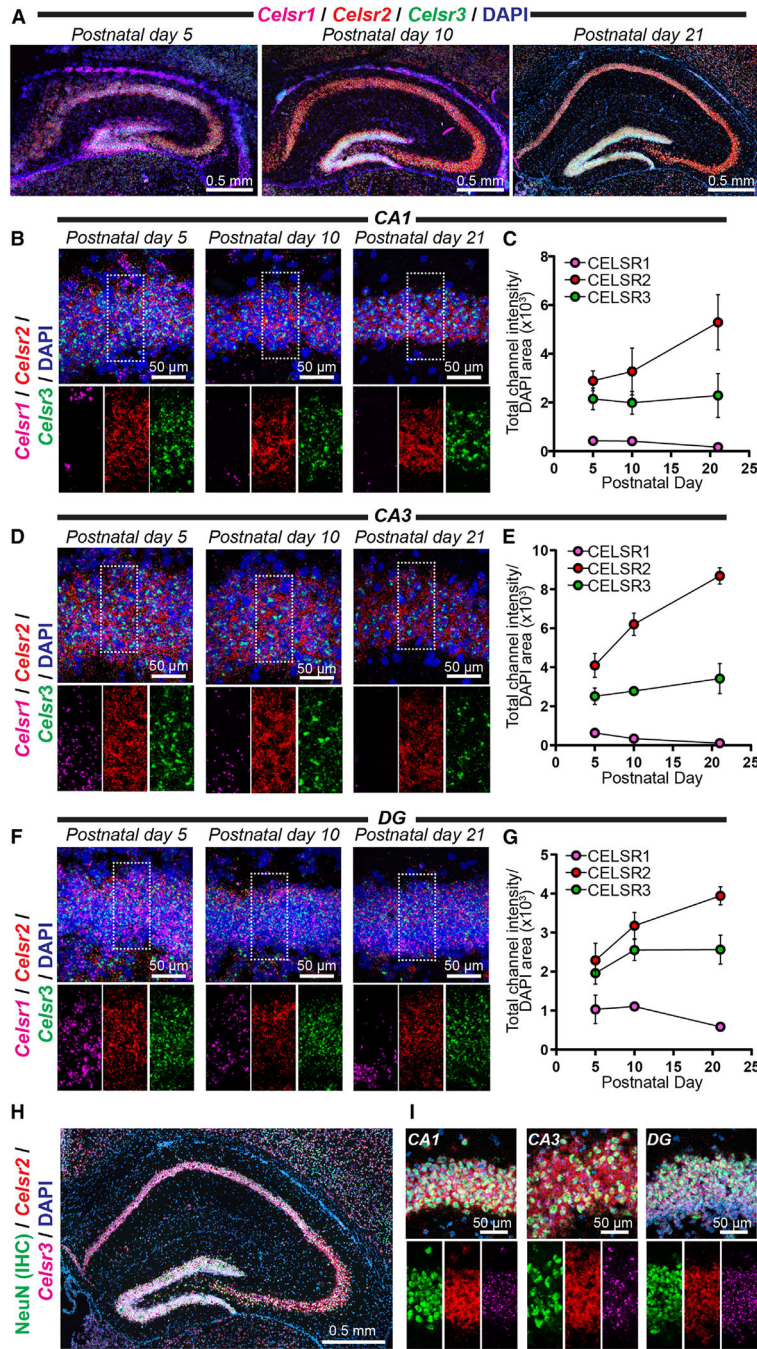 A
Celsr1 / Celsr2 / Celsr3 / DAPI
Postnatal day 5
Postnatal day 10
Postnatal day 21
0.5 mm
0.5 mm
0.5 mm
CA1
B
Postnatal day 5
Postnatal day 10
Postnatal day 21
Celsr1 / Celsr2 /
Celsr3 / DAPI
50 µm
50 µm
50 µm
C
CELSR1
CELSR2
CELSR3
Total channel intensity/
DAPI area (x10³)
8
6
4
2
0
0 5 10 15 20 25
Postnatal Day
CA3
D
Postnatal day 5
Postnatal day 10
Postnatal day 21
Celsr1 / Celsr2 /
Celsr3 / DAPI
50 µm
50 µm
50 µm
E
CELSR1
CELSR2
CELSR3
Total channel intensity/
DAPI area (x10³)
10
8
6
4
2
0
0 5 10 15 20 25
Postnatal Day
DG
F
Postnatal day 5
Postnatal day 10
Postnatal day 21
Celsr1 / Celsr2 /
Celsr3 / DAPI
50 µm
50 µm
50 µm
G
CELSR1
CELSR2
CELSR3
Total channel intensity/
DAPI area (x10³)
5
4
3
2
1
0
0 5 10 15 20 25
Postnatal Day
H
NeuN (IHC) / Celsr2 /
Celsr3 / DAPI
0.5 mm
I
CA1
CA3
DG
50 µm
50 µm
50 µm